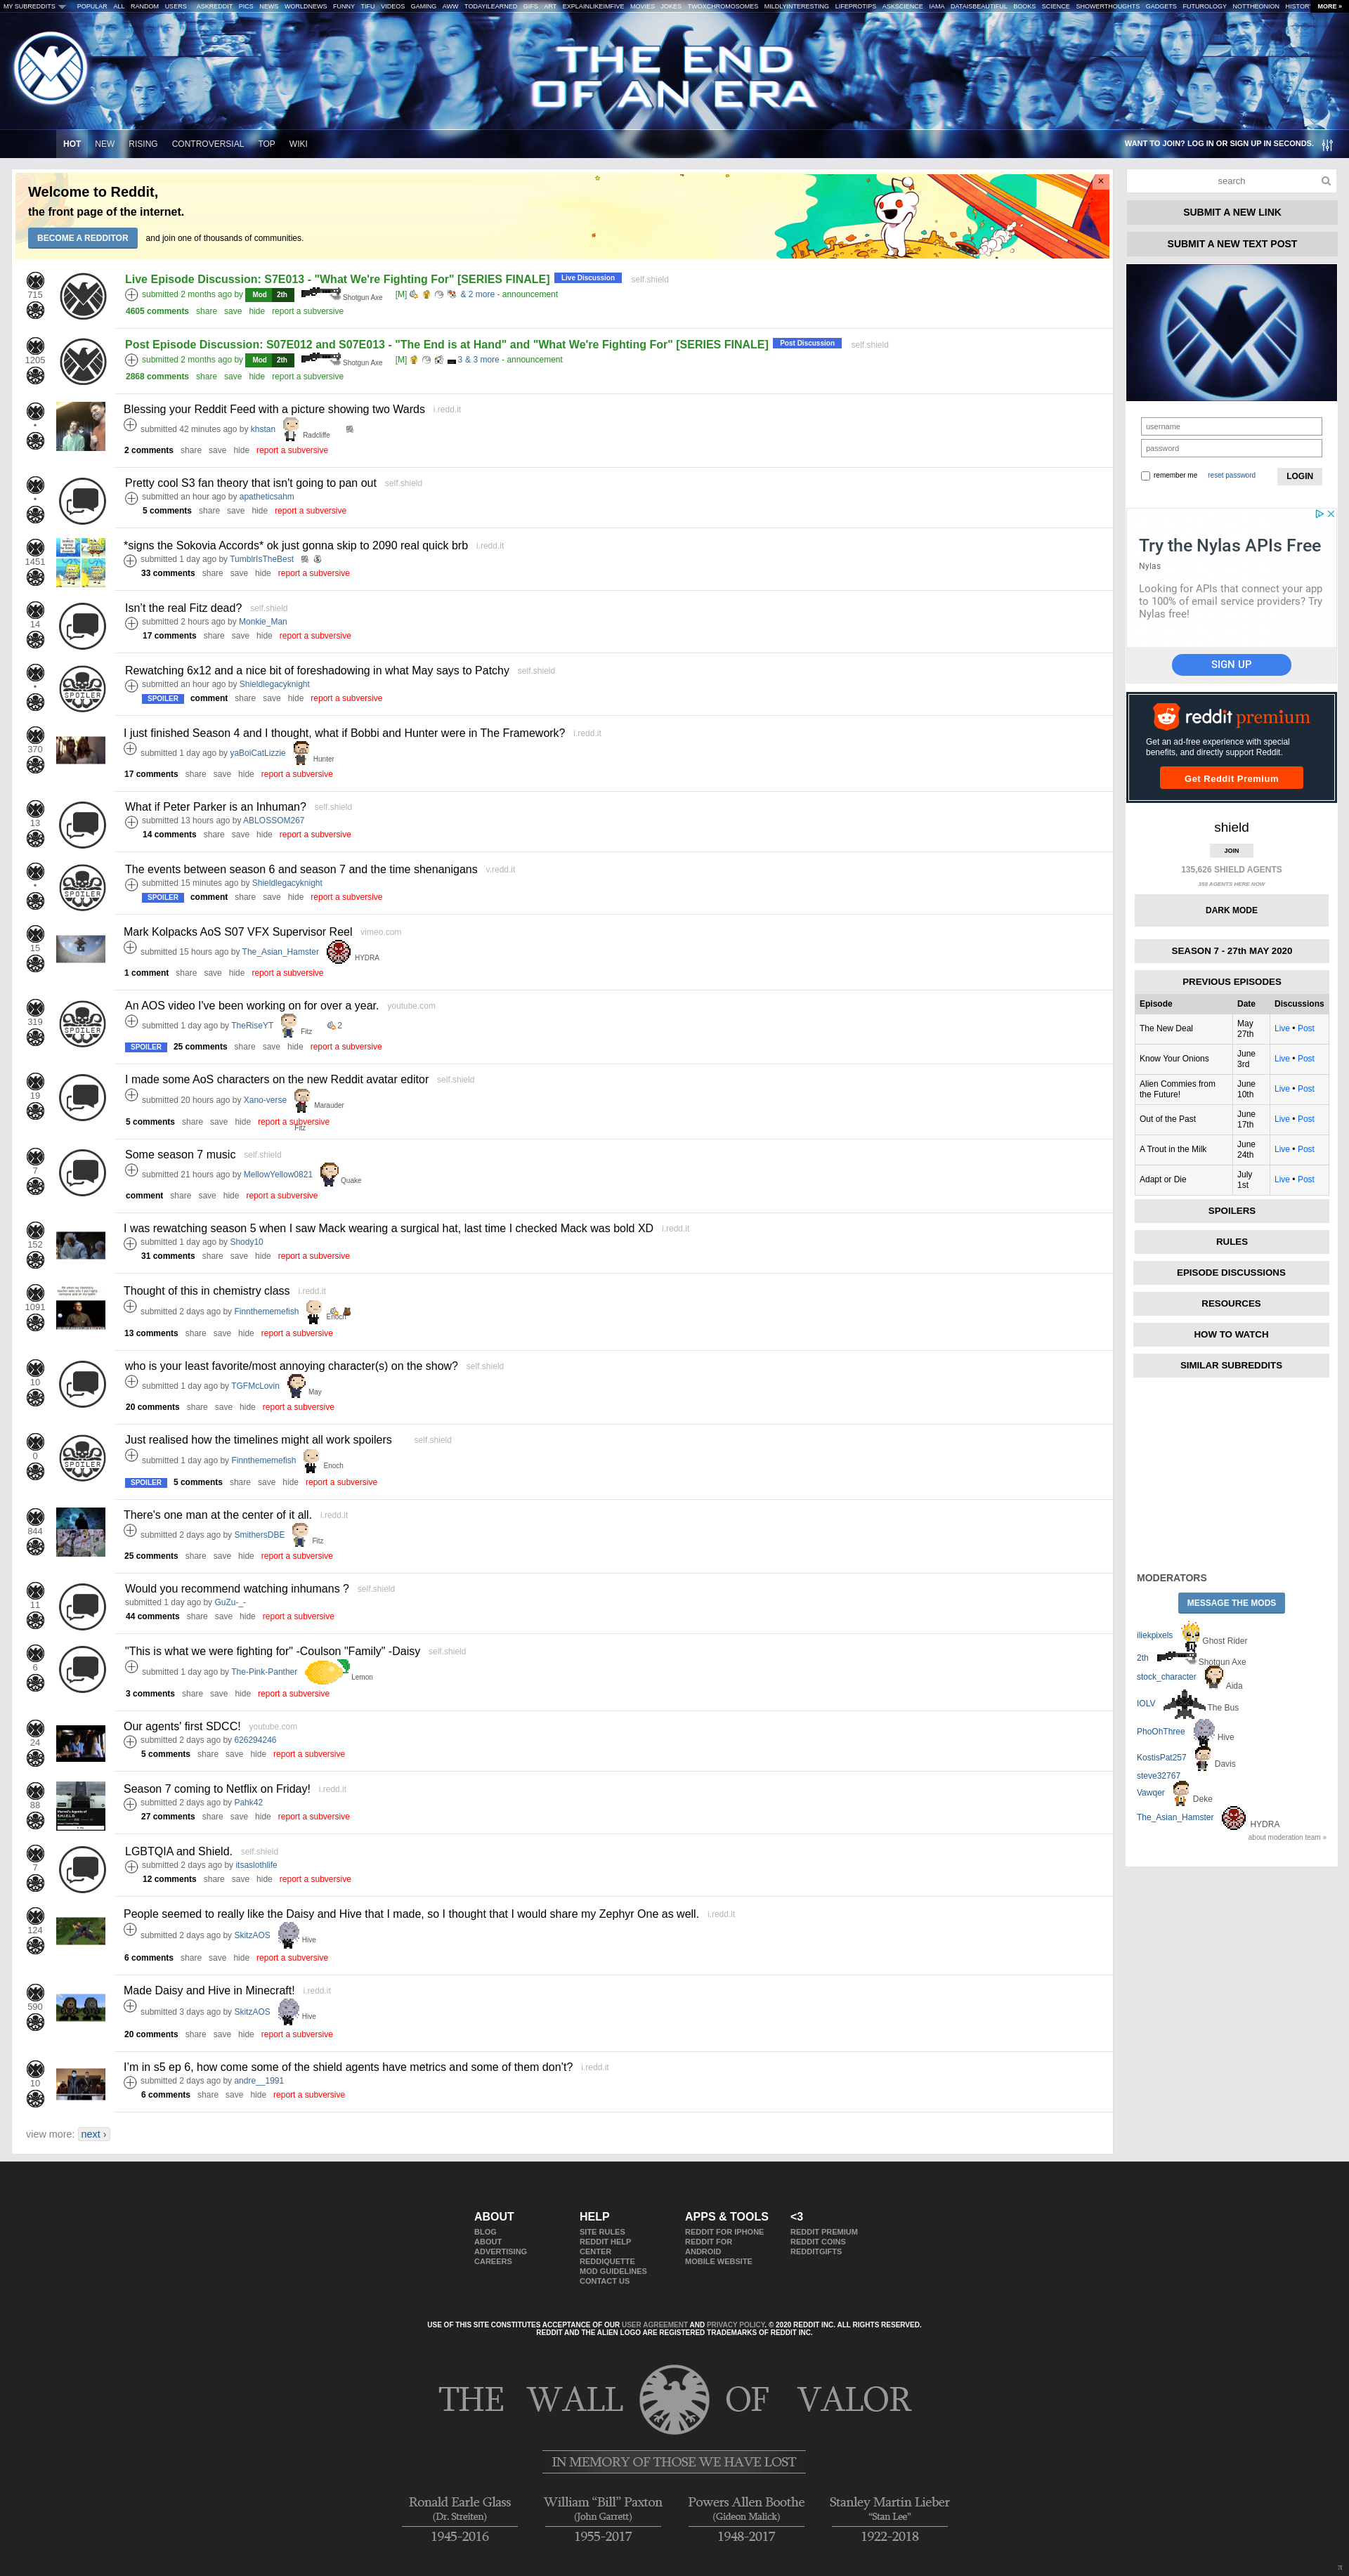 MY SUBREDDITS POPULAR ALL RANDOM USERS ASKREDDIT PICS NEWS WORLDNEWS FUNNY TIFU VIDEOS GAMING AWW TODAYILEARNED GIFS ART EXPLAINLIKEIMFIVE MOVIES JOKES TWOXCHROMOSOMES MILDLYINTERESTING LIFEPROTIPS ASKSCIENCE IAMA DATAISBEAUTIFUL BOOKS SCIENCE SHOWERTHOUGHTS GADGETS FUTUROLOGY NOTTHEONION HISTOR MORE »
THE END
OF AN ERA
HOT NEW RISING CONTROVERSIAL TOP WIKI
WANT TO JOIN? LOG IN OR SIGN UP IN SECONDS.
Welcome to Reddit,
the front page of the internet.
BECOME A REDDITOR and join one of thousands of communities.
×
715
Live Episode Discussion: S7E013 - "What We're Fighting For" [SERIES FINALE] Live Discussion self.shield
submitted 2 months ago by Mod 2th Shotgun Axe [M] & 2 more - announcement
4605 comments share save hide report a subversive
1205
Post Episode Discussion: S07E012 and S07E013 - "The End is at Hand" and "What We're Fighting For" [SERIES FINALE] Post Discussion self.shield
submitted 2 months ago by Mod 2th Shotgun Axe [M] 3 & 3 more - announcement
2868 comments share save hide report a subversive
•
Blessing your Reddit Feed with a picture showing two Wards i.redd.it
submitted 42 minutes ago by khstan Radcliffe
2 comments share save hide report a subversive
•
Pretty cool S3 fan theory that isn't going to pan out self.shield
submitted an hour ago by apatheticsahm
5 comments share save hide report a subversive
1451
*signs the Sokovia Accords* ok just gonna skip to 2090 real quick brb i.redd.it
submitted 1 day ago by TumblrIsTheBest
33 comments share save hide report a subversive
14
Isn't the real Fitz dead? self.shield
submitted 2 hours ago by Monkie_Man
17 comments share save hide report a subversive
•
SPOILER
Rewatching 6x12 and a nice bit of foreshadowing in what May says to Patchy self.shield
submitted an hour ago by Shieldlegacyknight
SPOILER comment share save hide report a subversive
370
I just finished Season 4 and I thought, what if Bobbi and Hunter were in The Framework? i.redd.it
submitted 1 day ago by yaBoiCatLizzie Hunter
17 comments share save hide report a subversive
13
What if Peter Parker is an Inhuman? self.shield
submitted 13 hours ago by ABLOSSOM267
14 comments share save hide report a subversive
•
SPOILER
The events between season 6 and season 7 and the time shenanigans v.redd.it
submitted 15 minutes ago by Shieldlegacyknight
SPOILER comment share save hide report a subversive
15
Mark Kolpacks AoS S07 VFX Supervisor Reel vimeo.com
submitted 15 hours ago by The_Asian_Hamster HYDRA
1 comment share save hide report a subversive
319
SPOILER
An AOS video I've been working on for over a year. youtube.com
submitted 1 day ago by TheRiseYT Fitz 2
SPOILER 25 comments share save hide report a subversive
19
I made some AoS characters on the new Reddit avatar editor self.shield
submitted 20 hours ago by Xano-verse Marauder
Fitz
5 comments share save hide report a subversive
7
Some season 7 music self.shield
submitted 21 hours ago by MellowYellow0821 Quake
comment share save hide report a subversive
152
I was rewatching season 5 when I saw Mack wearing a surgical hat, last time I checked Mack was bold XD i.redd.it
submitted 1 day ago by Shody10
31 comments share save hide report a subversive
1091
Thought of this in chemistry class i.redd.it
submitted 2 days ago by Finnthememefish Enoch
13 comments share save hide report a subversive
10
who is your least favorite/most annoying character(s) on the show? self.shield
submitted 1 day ago by TGFMcLovin May
20 comments share save hide report a subversive
0
SPOILER
Just realised how the timelines might all work spoilers self.shield
submitted 1 day ago by Finnthememefish Enoch
SPOILER 5 comments share save hide report a subversive
844
There's one man at the center of it all. i.redd.it
submitted 2 days ago by SmithersDBE Fitz
25 comments share save hide report a subversive
11
Would you recommend watching inhumans ? self.shield
submitted 1 day ago by GuZu-_-
44 comments share save hide report a subversive
6
"This is what we were fighting for" -Coulson "Family" -Daisy self.shield
submitted 1 day ago by The-Pink-Panther Lemon
3 comments share save hide report a subversive
24
Our agents' first SDCC! youtube.com
submitted 2 days ago by 626294246
5 comments share save hide report a subversive
88
Season 7 coming to Netflix on Friday! i.redd.it
submitted 2 days ago by Pahk42
27 comments share save hide report a subversive
7
LGBTQIA and Shield. self.shield
submitted 2 days ago by itsaslothlife
12 comments share save hide report a subversive
124
People seemed to really like the Daisy and Hive that I made, so I thought that I would share my Zephyr One as well. i.redd.it
submitted 2 days ago by SkitzAOS Hive
6 comments share save hide report a subversive
590
Made Daisy and Hive in Minecraft! i.redd.it
submitted 3 days ago by SkitzAOS Hive
20 comments share save hide report a subversive
10
I'm in s5 ep 6, how come some of the shield agents have metrics and some of them don't? i.redd.it
submitted 2 days ago by andre__1991
6 comments share save hide report a subversive
view more: next ›
search
SUBMIT A NEW LINK
SUBMIT A NEW TEXT POST
username
password
remember me reset password LOGIN
Try the Nylas APIs Free
Nylas
Looking for APIs that connect your app
to 100% of email service providers? Try
Nylas free!
SIGN UP
reddit premium
Get an ad-free experience with special
benefits, and directly support Reddit.
Get Reddit Premium
shield
JOIN
135,626 SHIELD AGENTS
358 AGENTS HERE NOW
DARK MODE
SEASON 7 - 27th MAY 2020
PREVIOUS EPISODES
Episode Date Discussions
The New Deal May 27th Live • Post
Know Your Onions June 3rd Live • Post
Alien Commies from the Future! June 10th Live • Post
Out of the Past June 17th Live • Post
A Trout in the Milk June 24th Live • Post
Adapt or Die July 1st Live • Post
SPOILERS
RULES
EPISODE DISCUSSIONS
RESOURCES
HOW TO WATCH
SIMILAR SUBREDDITS
MODERATORS
MESSAGE THE MODS
iliekpixels Ghost Rider
2th Shotgun Axe
stock_character Aida
IOLV The Bus
PhoOhThree Hive
KostisPat257 Davis
steve32767
Vawqer Deke
The_Asian_Hamster HYDRA
about moderation team »
ABOUT
BLOG
ABOUT
ADVERTISING
CAREERS
HELP
SITE RULES
REDDIT HELP
CENTER
REDDIQUETTE
MOD GUIDELINES
CONTACT US
APPS & TOOLS
REDDIT FOR IPHONE
REDDIT FOR
ANDROID
MOBILE WEBSITE
<3
REDDIT PREMIUM
REDDIT COINS
REDDITGIFTS
USE OF THIS SITE CONSTITUTES ACCEPTANCE OF OUR USER AGREEMENT AND PRIVACY POLICY. © 2020 REDDIT INC. ALL RIGHTS RESERVED.
REDDIT AND THE ALIEN LOGO ARE REGISTERED TRADEMARKS OF REDDIT INC.
THE WALL OF VALOR
IN MEMORY OF THOSE WE HAVE LOST
Ronald Earle Glass
(Dr. Streiten)
1945-2016
William “Bill” Paxton
(John Garrett)
1955-2017
Powers Allen Boothe
(Gideon Malick)
1948-2017
Stanley Martin Lieber
“Stan Lee”
1922-2018
π